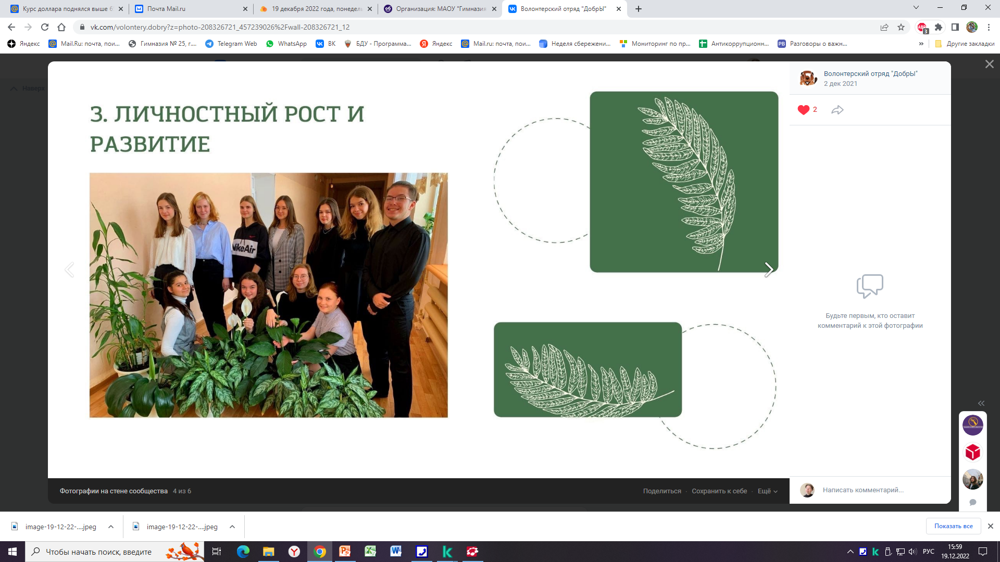 Курс доллара поднялся выше 6
Почта Mail.ru
19 декабря 2022 года, понедель
Организация: МАОУ "Гимназия
Волонтерский отряд "ДобрЫ"
vk.com/volontery.dobry?z=photo-208326721_457239026%2Fwall-208326721_12
ABP
3
Яндекс
Mail.Ru: почта, пои...
Гимназия № 25, г....
Telegram Web
WhatsApp
ВК
БДУ - Программа...
Яндекс
Mail.ru: почта, пои...
Неделя сбережени...
Мониторинг по пр...
Антикоррупционн...
Разговоры о важн...
»
Другие закладки
Наверх
3. ЛИЧНОСТНЫЙ РОСТ И
РАЗВИТИЕ
NikeAir
Волонтерский отряд "ДобрЫ"
2 дек 2021
2
Будьте первым, кто оставит
комментарий к этой фотографии
Фотографии на стене сообщества 4 из 6
Поделиться · Сохранить к себе · Ещё
Написать комментарий...
image-19-12-22-....jpeg
image-19-12-22-....jpeg
Показать все
Чтобы начать поиск, введите
РУС
15:59
19.12.2022